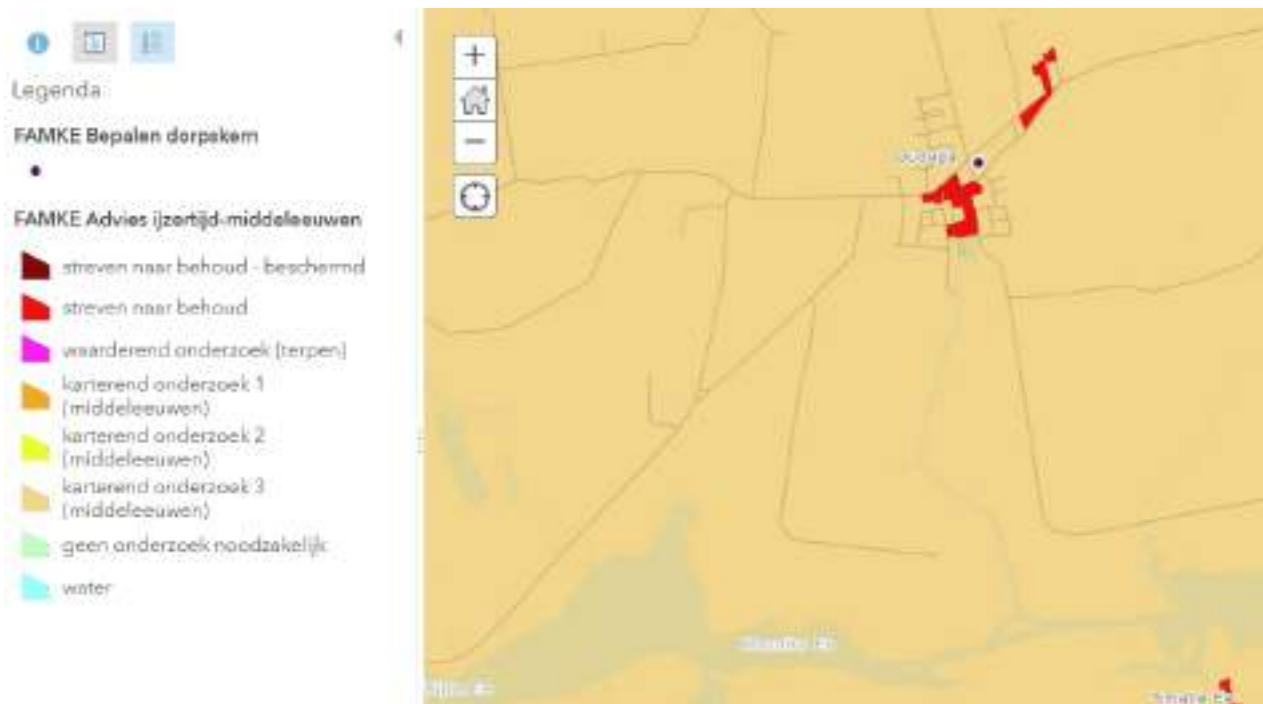 Legenda
FAMKE Bepalen dorpskern
FAMKE Advies ijzertijd-middeleeuwen
streven naar behoud - beschermd
streven naar behoud
waarderend onderzoek (terpen)
karterend onderzoek 1
(middeleeuwen)
karterend onderzoek 2
(middeleeuwen)
karterend onderzoek 3
(middeleeuwen)
geen onderzoek noodzakelijk
water